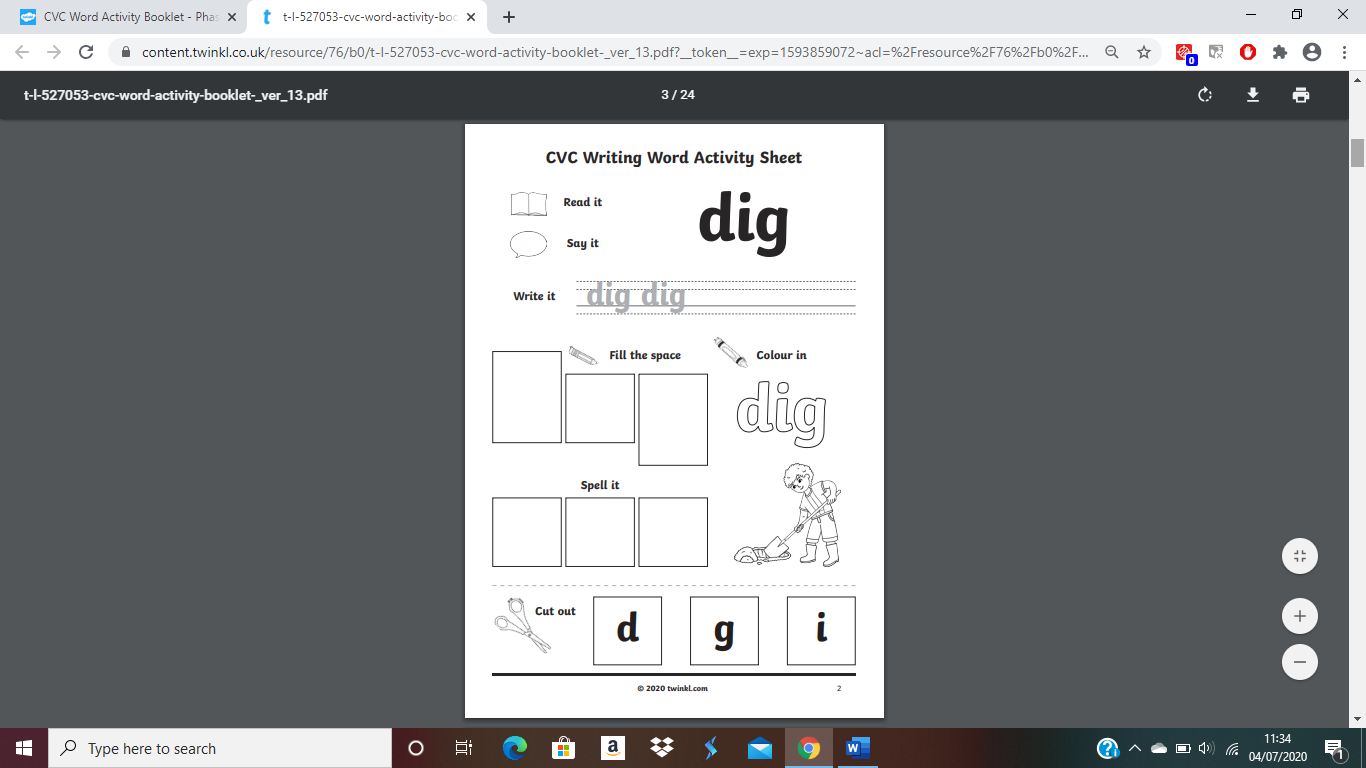 CVC Word Activity Booklet - Pha
t-l-527053-cvc-word-activity-boo
content.twinkl.co.uk/resource/76/b0/t-l-527053-cvc-word-activity-booklet-_ver_13.pdf?__token__=exp=1593859072~acl=%2Fresource%2F76%2Fb0%2F...
0
t-l-527053-cvc-word-activity-booklet-_ver_13.pdf
3 / 24
CVC Writing Word Activity Sheet
Read it
dig
Say it
Write it
dig dig
Fill the space
Colour in
dig
Spell it
Cut out
d g i
© 2020 twinkl.com
2
Type here to search
11:34
04/07/2020
1